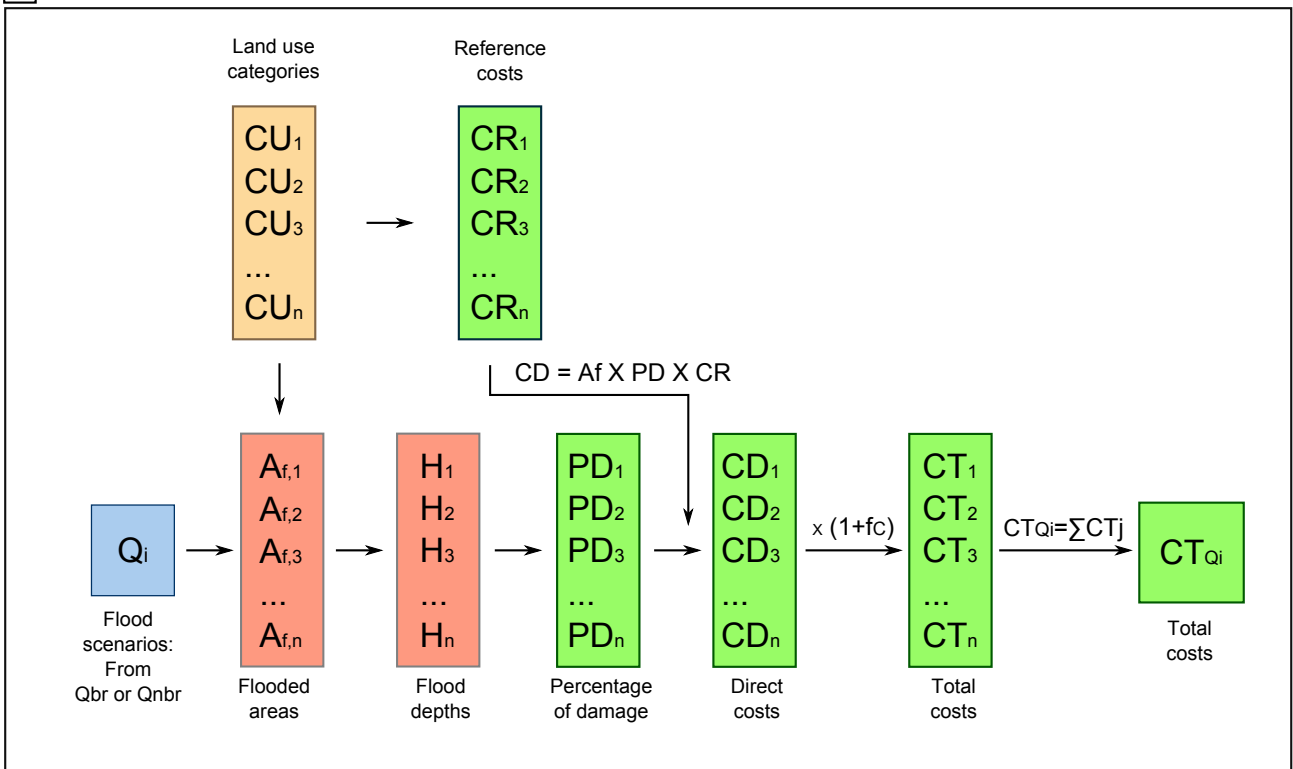 Land use
categories
Reference
costs
CU1
CU2
CU3
...
CUn
CR1
CR2
CR3
...
CRn
CD = Af X PD X CR
Qi
Flood
scenarios:
From
Qbr or Qnbr
Af,1
Af,2
Af,3
...
Af,n
Flooded
areas
H1
H2
H3
...
Hn
Flood
depths
PD1
PD2
PD3
...
PDn
Percentage
of damage
CD1
CD2
CD3
...
CDn
Direct
costs
x (1+fC)
CT1
CT2
CT3
...
CTn
Total
costs
CTQi=∑CTj
CTQi
Total
costs